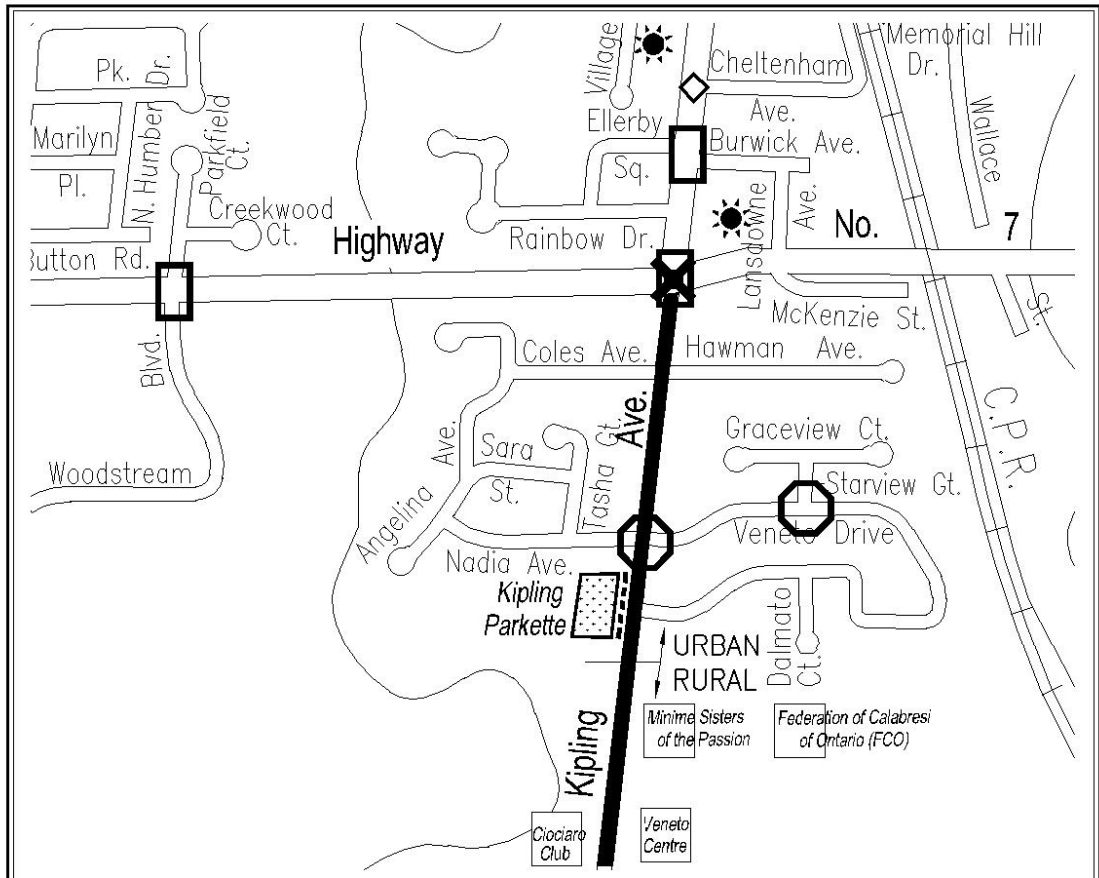 Memorial Hill
Dr.
Village
Cheltenham
Ave.
Pk.
Dr.
Ellerby
Sq.
Burwick Ave.
Wallace
St.
Marilyn
Pl.
N. Humber
Parkfield
Ct.
Creekwood
Ct.
Lansdowne
Ave.
Rainbow Dr.
Highway
No.
7
Button Rd.
McKenzie St.
Blvd.
Woodstream
Coles Ave.
Hawman Ave.
C.P.R.
Ave.
Graceview Ct.
Sara
St.
Tasha Ct.
Angelina
Ave.
Starview Gt.
Veneto Drive
Nadia Ave.
Kipling
Parkette
URBAN
RURAL
Dalmato
Ct.
Minime Sisters
of the Passion
Federation of Calabresi
of Ontario (FCO)
Kipling
Ciociaro
Club
Veneto
Centre